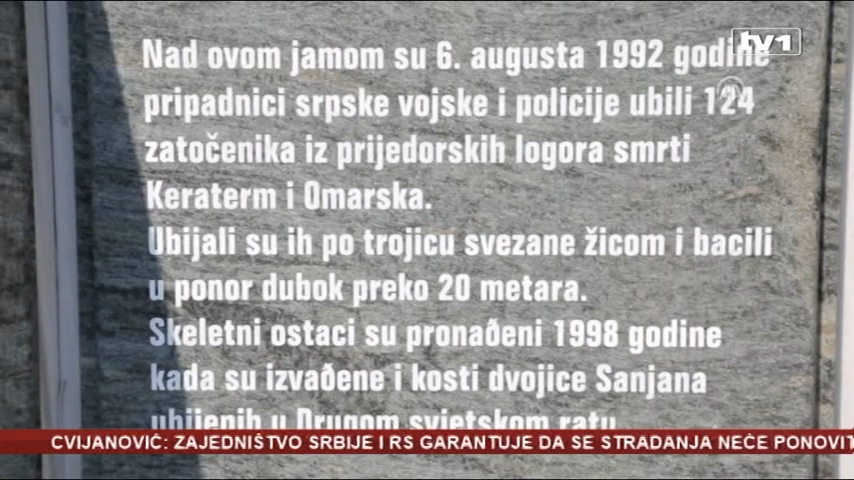 tv1
Nad ovom jamom su 6. augusta 1992 godine
pripadnici srpske vojske i policije ubili 124
zatočenika iz prijedorskih logora smrti
Keraterm i Omarska.
Ubijali su ih po trojicu svezane žicom i bacili
u ponor dubok preko 20 metara.
Skeletni ostaci su pronađeni 1998 godine
kada su izvađene i kosti dvojice Sanjana
ubijenih u Drugom svjetskom ratu
CVIJANOVIĆ: ZAJEDNIŠTVO SRBIJE I RS GARANTUJE DA SE STRADANJA NEĆE PONOVIT